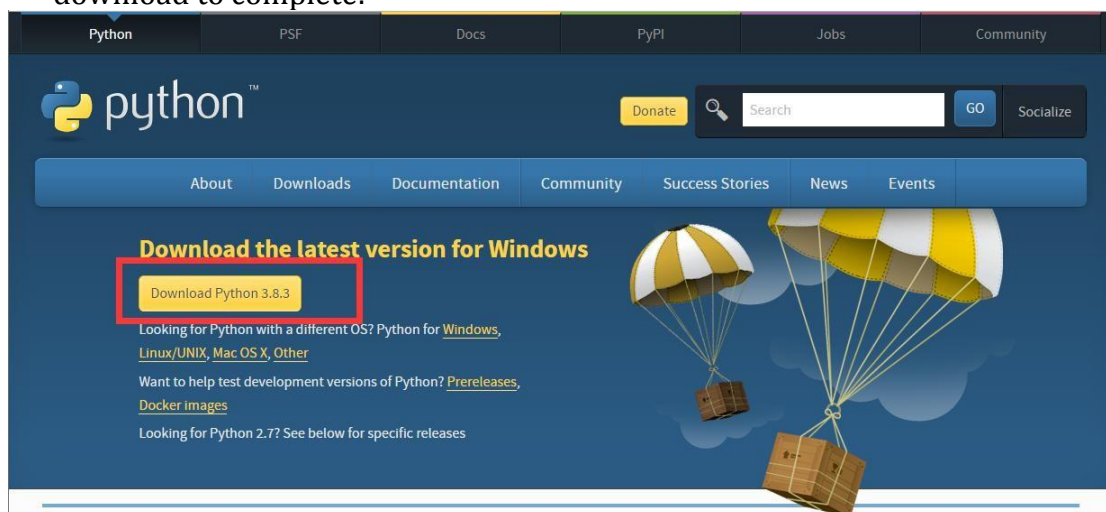 download to complete.
Python PSF Docs PyPI Jobs Community
python™
Donate Search GO Socialize
About Downloads Documentation Community Success Stories News Events
Download the latest version for Windows
Download Python 3.8.3
Looking for Python with a different OS? Python for Windows,
Linux/UNIX, Mac OS X, Other
Want to help test development versions of Python? Prereleases,
Docker images
Looking for Python 2.7? See below for specific releases